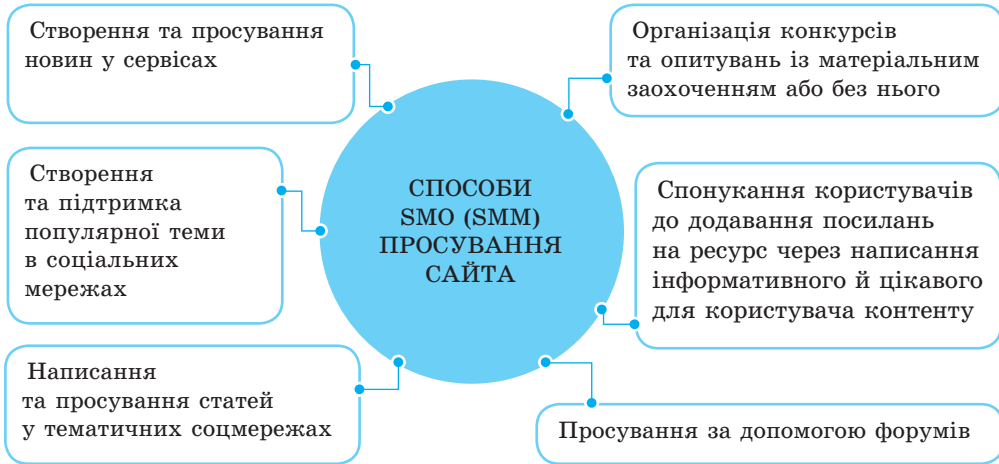 Створення та просування
новин у сервісах
Організація конкурсів
та опитувань із матеріальним
заохоченням або без нього
Створення
та підтримка
популярної теми
в соціальних
мережах
СПОСОБИ
SMO (SMM)
ПРОСУВАННЯ
САЙТА
Спонукання користувачів
до додавання посилань
на ресурс через написання
інформативного й цікавого
для користувача контенту
Написання
та просування статей
у тематичних соцмережах
Просування за допомогою форумів